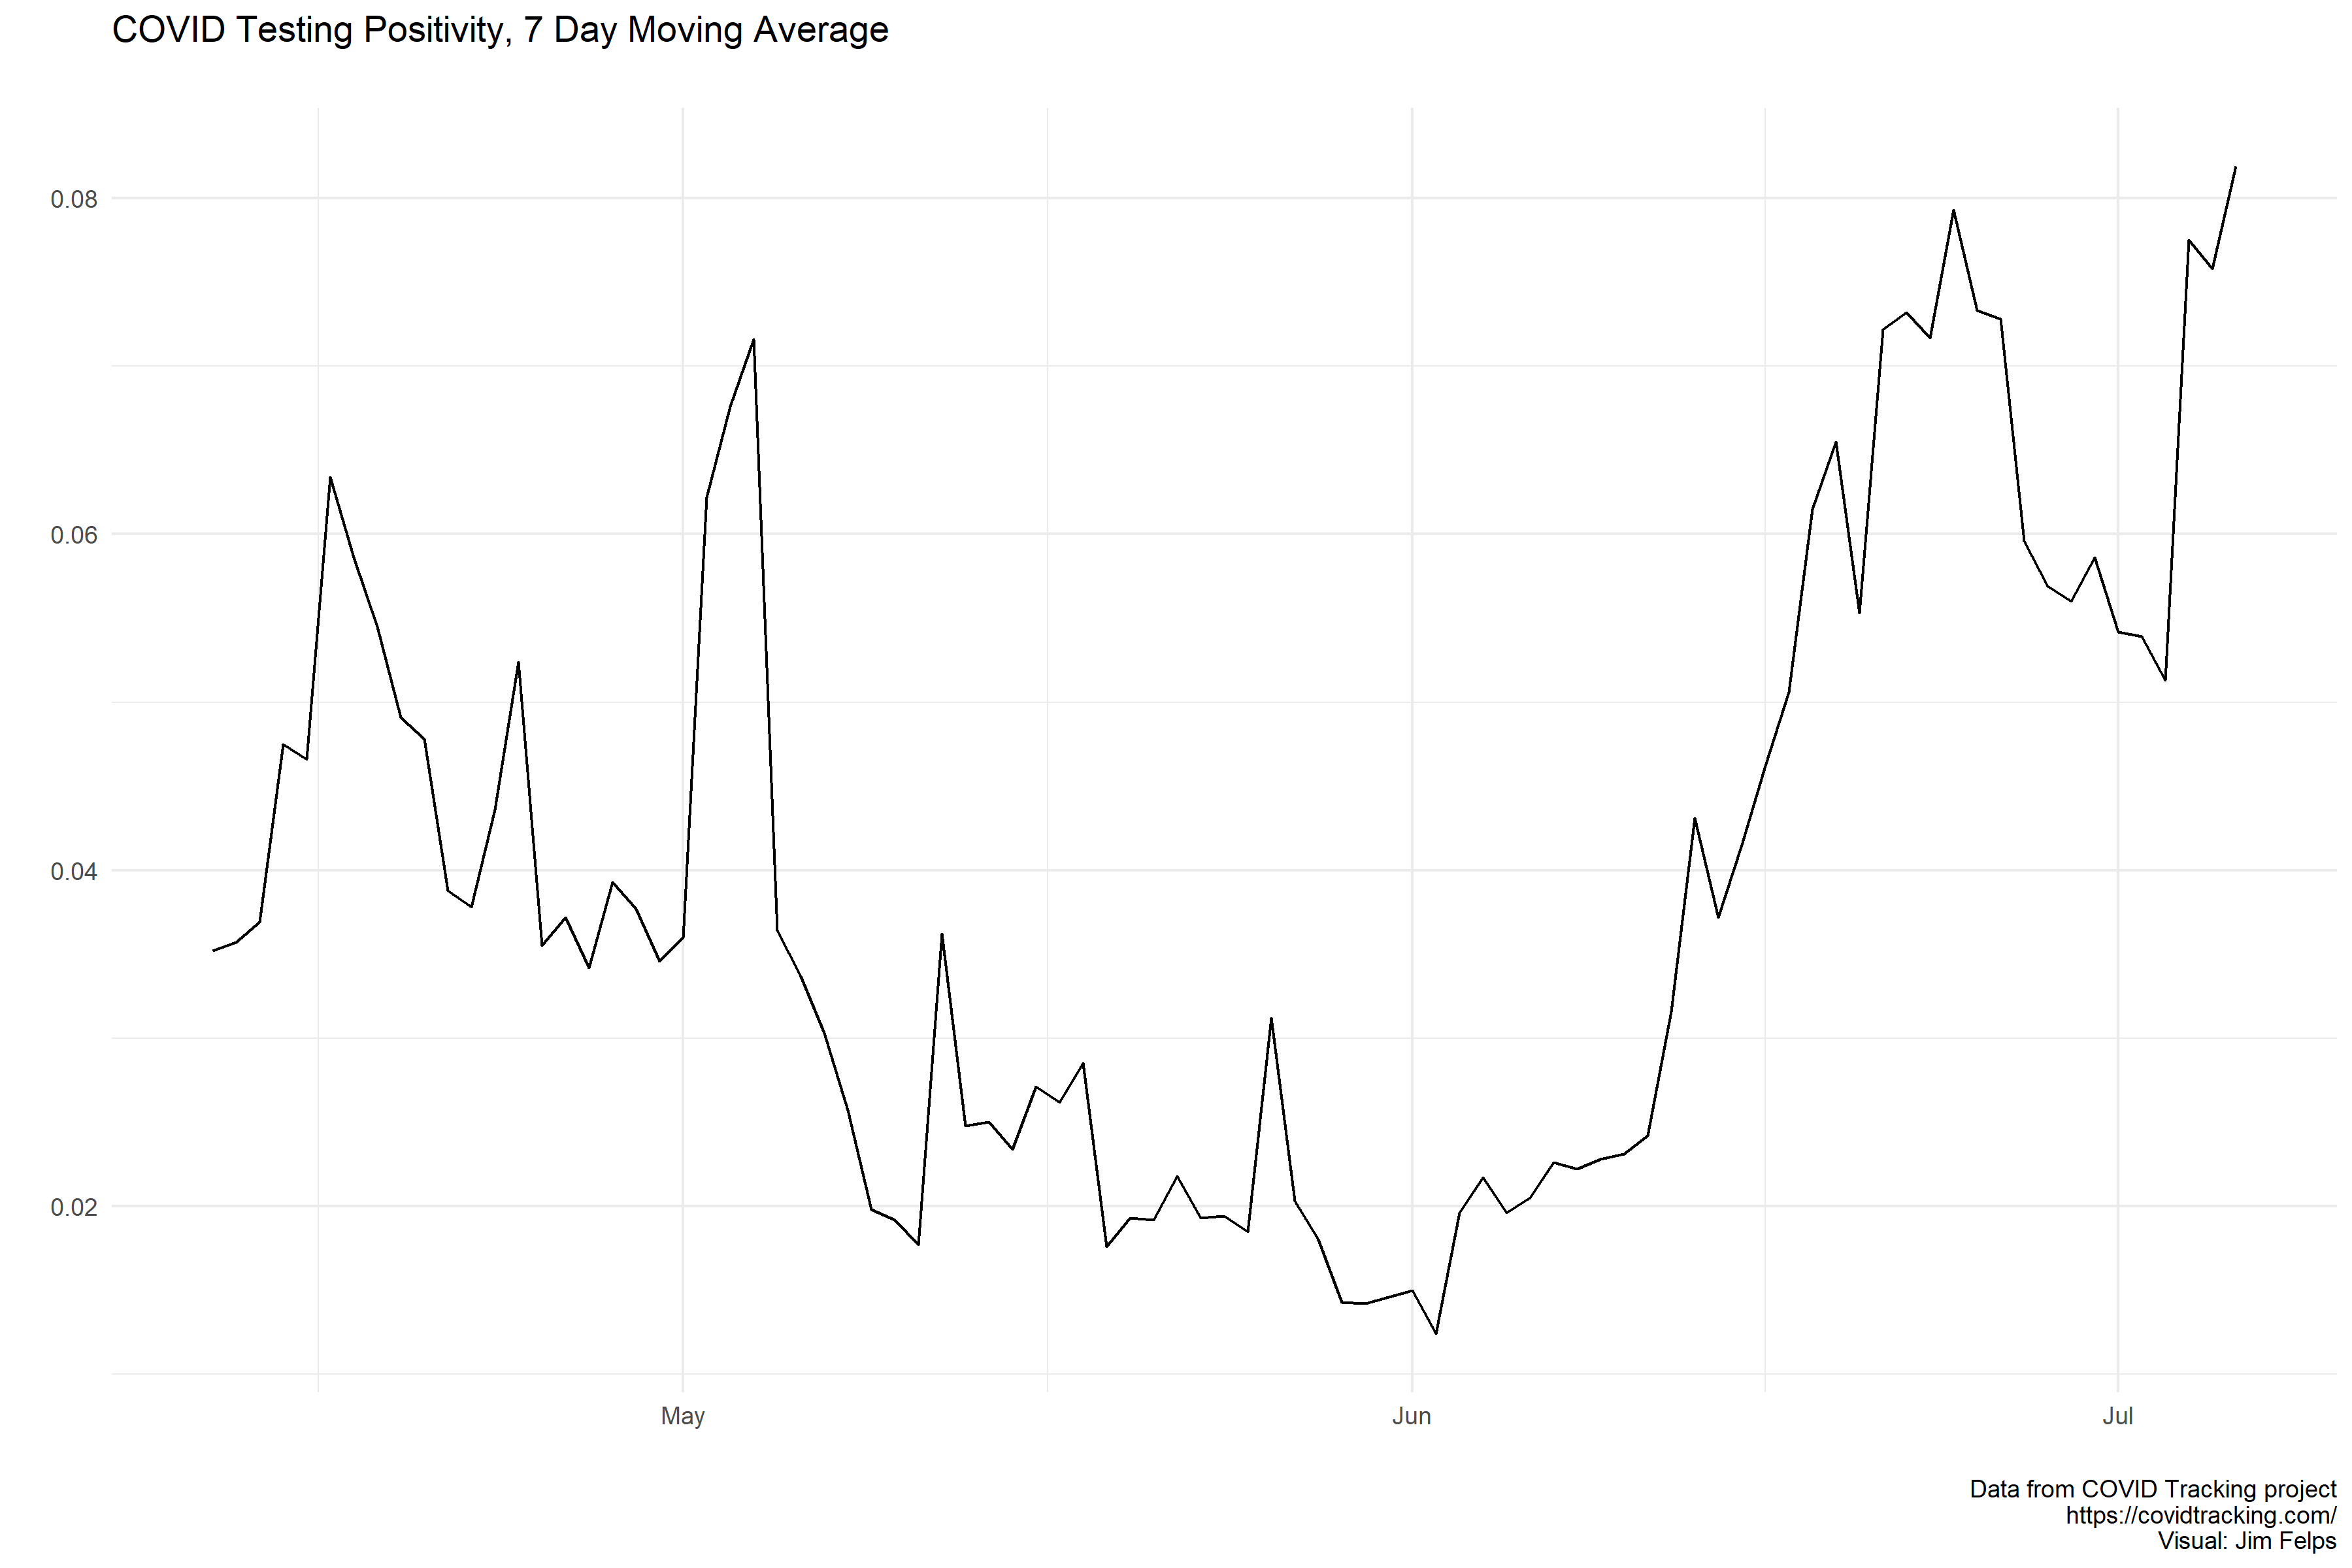 COVID Testing Positivity, 7 Day Moving Average
0.08
0.06
0.04
0.02
May Jun Jul
Data from COVID Tracking project
https://covidtracking.com/
Visual: Jim Felps